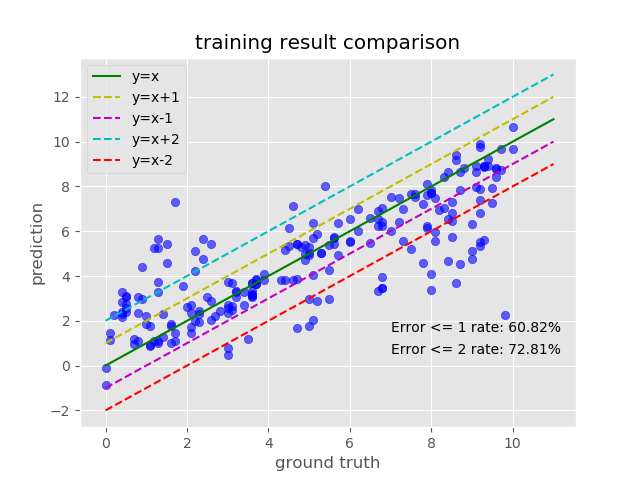 training result comparison
y=x
y=x+1
y=x-1
y=x+2
y=x-2
12
10
8
6
4
2
0
−2
prediction
Error <= 1 rate: 60.82%
Error <= 2 rate: 72.81%
0 2 4 6 8 10
ground truth